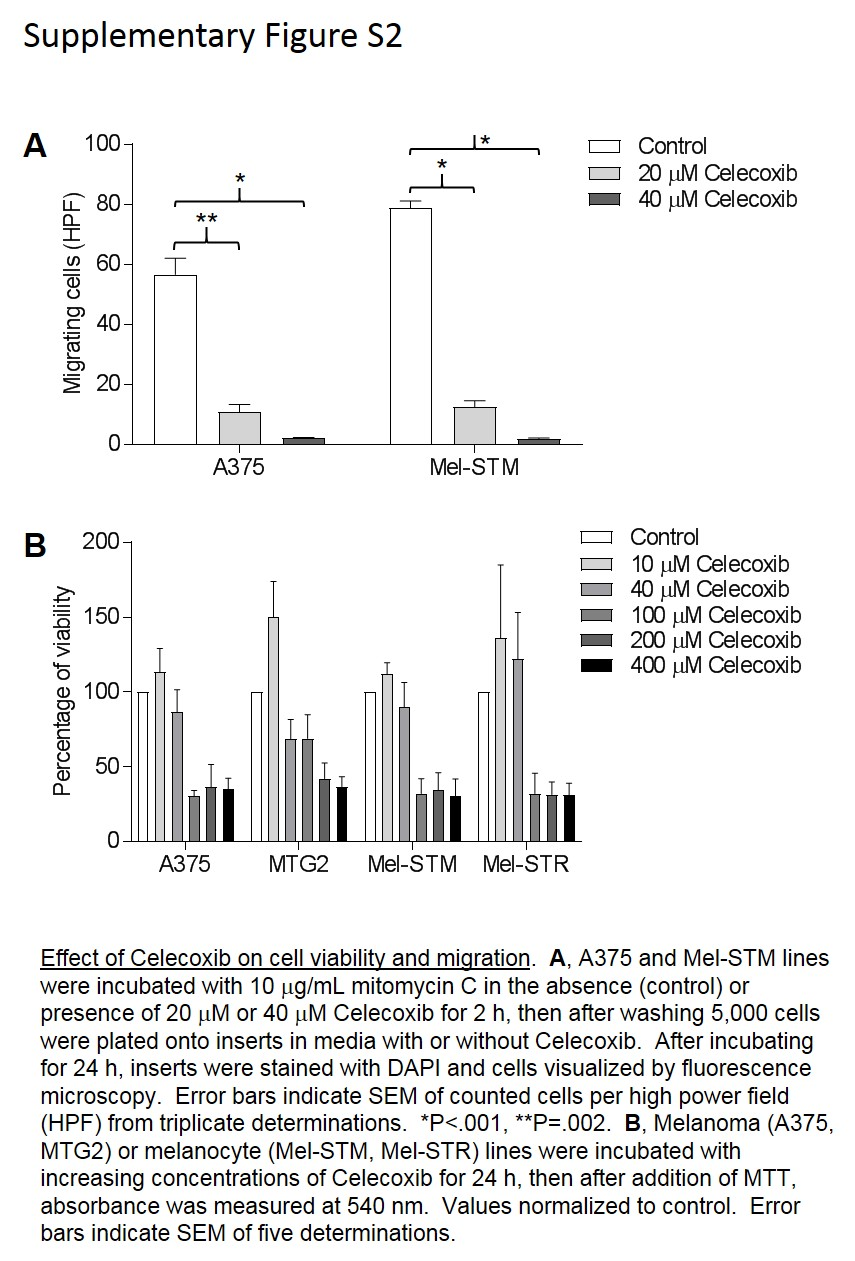 Supplementary Figure S2
A
Migrating cells (HPF)
100
80
60
40
20
0
*
**
*
*
A375
Mel-STM
Control
20 μM Celecoxib
40 μM Celecoxib
B
Percentage of viability
200
150
100
50
0
A375
MTG2
Mel-STM
Mel-STR
Control
10 μM Celecoxib
40 μM Celecoxib
100 μM Celecoxib
200 μM Celecoxib
400 μM Celecoxib
Effect of Celecoxib on cell viability and migration. A, A375 and Mel-STM lines
were incubated with 10 μg/mL mitomycin C in the absence (control) or
presence of 20 μM or 40 μM Celecoxib for 2 h, then after washing 5,000 cells
were plated onto inserts in media with or without Celecoxib. After incubating
for 24 h, inserts were stained with DAPI and cells visualized by fluorescence
microscopy. Error bars indicate SEM of counted cells per high power field
(HPF) from triplicate determinations. *P<.001, **P=.002. B, Melanoma (A375,
MTG2) or melanocyte (Mel-STM, Mel-STR) lines were incubated with
increasing concentrations of Celecoxib for 24 h, then after addition of MTT,
absorbance was measured at 540 nm. Values normalized to control. Error
bars indicate SEM of five determinations.